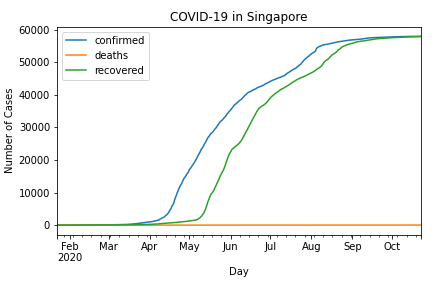 COVID-19 in Singapore
60000
50000
40000
30000
20000
10000
0
Number of Cases
confirmed
deaths
recovered
Feb Mar Apr May Jun Jul Aug Sep Oct
2020
Day